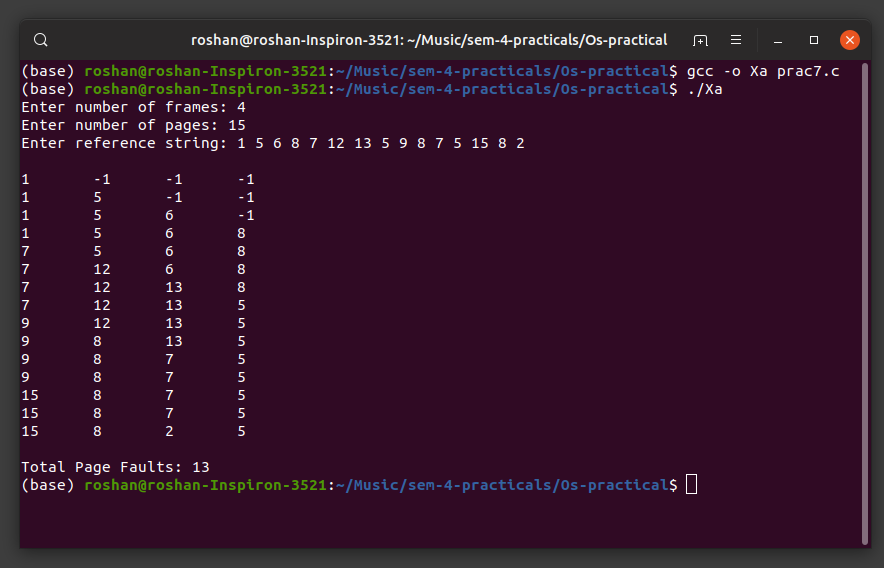 roshan@roshan-Inspiron-3521: ~/Music/sem-4-practicals/Os-practical
(base) roshan@roshan-Inspiron-3521:~/Music/sem-4-practicals/Os-practical$ gcc -o Xa prac7.c
(base) roshan@roshan-Inspiron-3521:~/Music/sem-4-practicals/Os-practical$ ./Xa
Enter number of frames: 4
Enter number of pages: 15
Enter reference string: 1 5 6 8 7 12 13 5 9 8 7 5 15 8 2
1 -1 -1 -1
1 5 -1 -1
1 5 6 -1
1 5 6 8
7 5 6 8
7 12 6 8
7 12 13 8
7 12 13 5
9 12 13 5
9 8 13 5
9 8 7 5
9 8 7 5
15 8 7 5
15 8 7 5
15 8 2 5
Total Page Faults: 13
(base) roshan@roshan-Inspiron-3521:~/Music/sem-4-practicals/Os-practical$